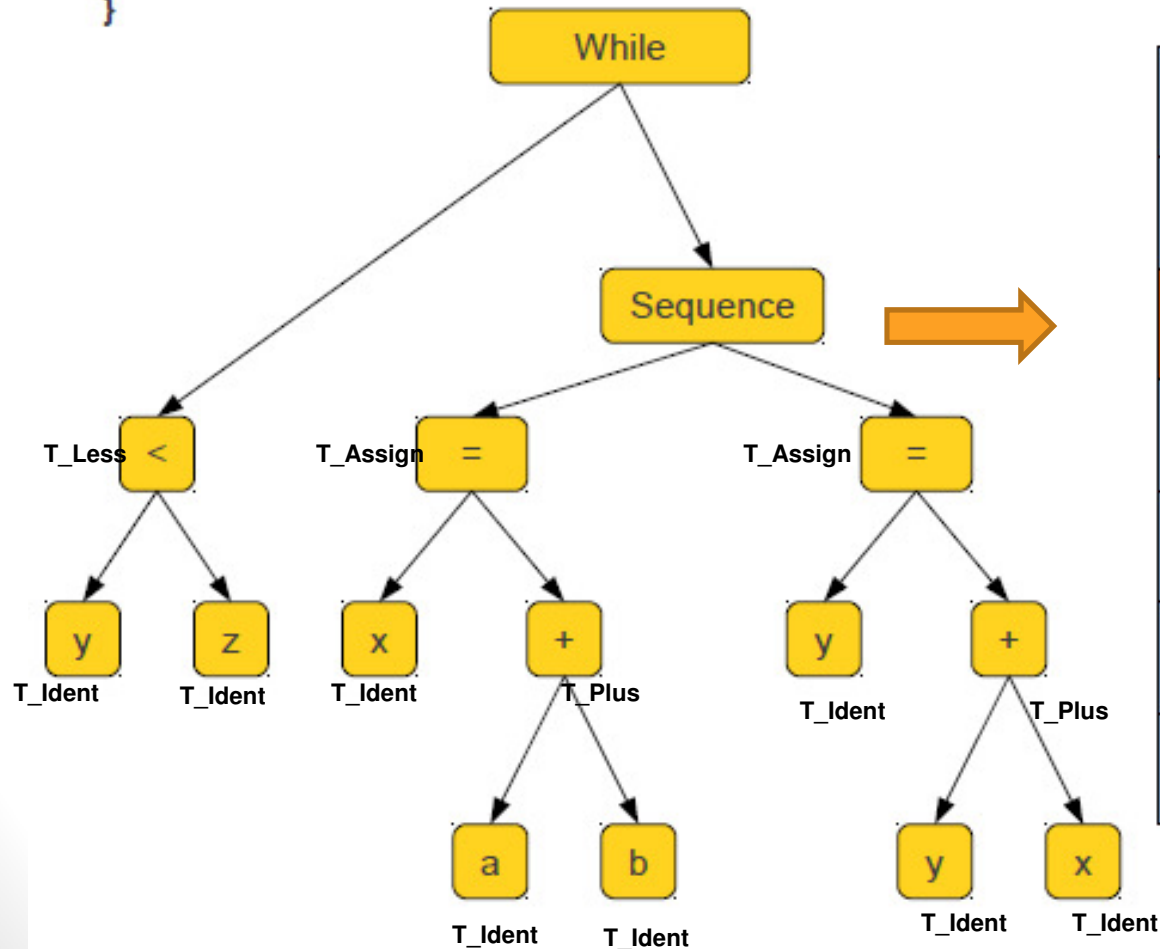 }
While
Sequence
T_Less <
T_Assign =
T_Assign =
y
z
x
+
y
+
T_Ident
T_Ident
T_Ident
T_Plus
T_Ident
T_Plus
a
b
y
x
T_Ident
T_Ident
T_Ident
T_Ident